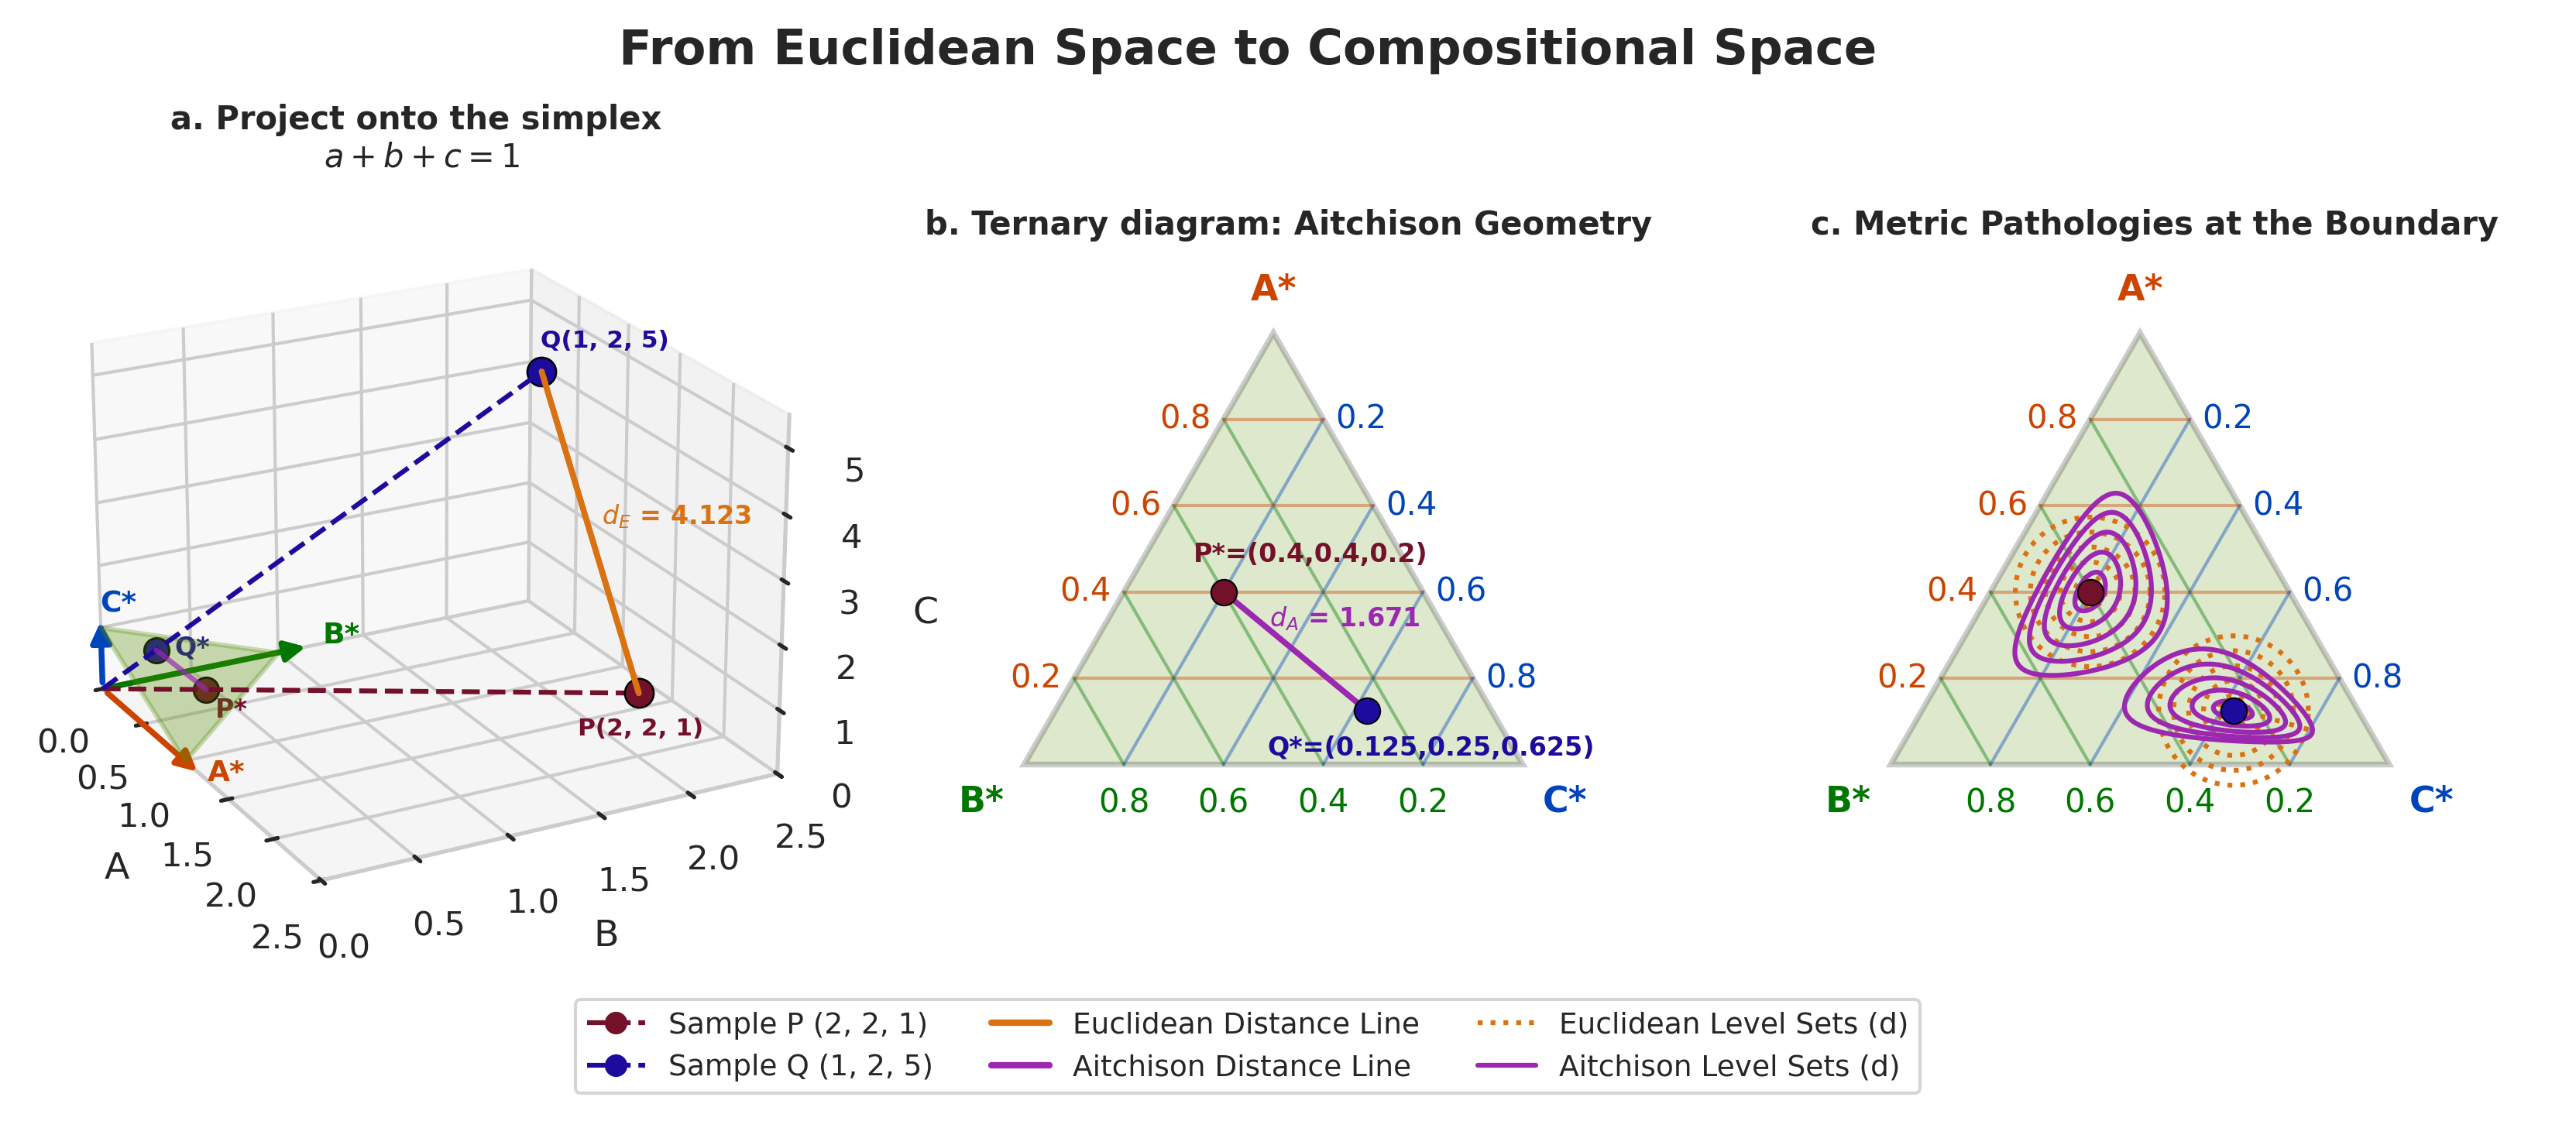 From Euclidean Space to Compositional Space
a. Project onto the simplex
a + b + c = 1
Q(1, 2, 5)
d_E = 4.123
P(2, 2, 1)
C*
Q*
B*
P*
A*
0.0
0.5
1.0
1.5
2.0
2.5
A
0.0
0.5
1.0
1.5
2.0
2.5
B
0
1
2
3
4
5
C
b. Ternary diagram: Aitchison Geometry
A*
0.8
0.2
0.6
0.4
P*=(0.4,0.4,0.2)
0.4
0.6
d_A = 1.671
0.2
0.8
Q*=(0.125,0.25,0.625)
B*
0.8
0.6
0.4
0.2
C*
c. Metric Pathologies at the Boundary
A*
0.8
0.2
0.6
0.4
0.4
0.6
0.2
0.8
B*
0.8
0.6
0.4
0.2
C*
Sample P (2, 2, 1)
Sample Q (1, 2, 5)
Euclidean Distance Line
Aitchison Distance Line
Euclidean Level Sets (d)
Aitchison Level Sets (d)